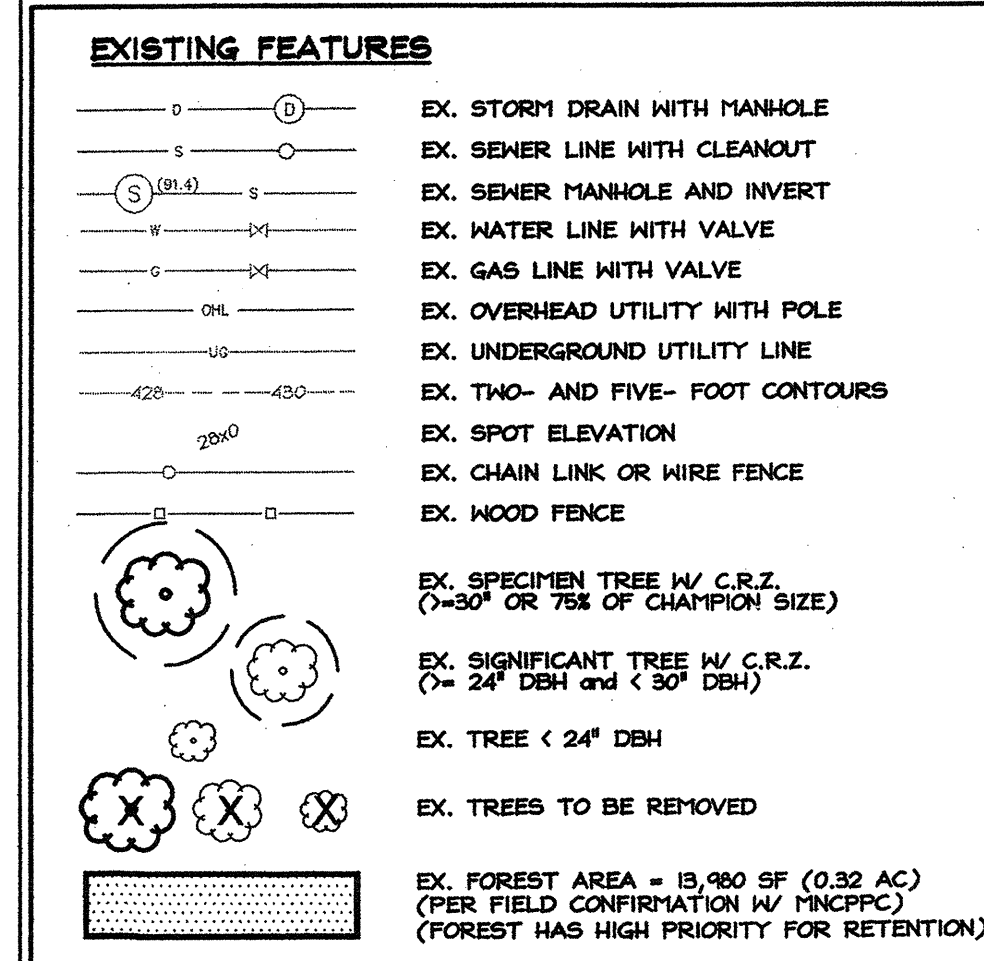 EXISTING FEATURES
D D EX. STORM DRAIN WITH MANHOLE
S EX. SEWER LINE WITH CLEANOUT
S (91.4) S EX. SEWER MANHOLE AND INVERT
W EX. WATER LINE WITH VALVE
G EX. GAS LINE WITH VALVE
OHL EX. OVERHEAD UTILITY WITH POLE
UG EX. UNDERGROUND UTILITY LINE
428 430 EX. TWO- AND FIVE- FOOT CONTOURS
28x0 EX. SPOT ELEVATION
EX. CHAIN LINK OR WIRE FENCE
EX. WOOD FENCE
EX. SPECIMEN TREE W/ C.R.Z.
(>=30" OR 75% OF CHAMPION SIZE)
EX. SIGNIFICANT TREE W/ C.R.Z.
(>= 24" DBH and < 30" DBH)
EX. TREE < 24" DBH
X X X EX. TREES TO BE REMOVED
EX. FOREST AREA = 13,980 SF (0.32 AC)
(PER FIELD CONFIRMATION W/ MNCPPC)
(FOREST HAS HIGH PRIORITY FOR RETENTION)